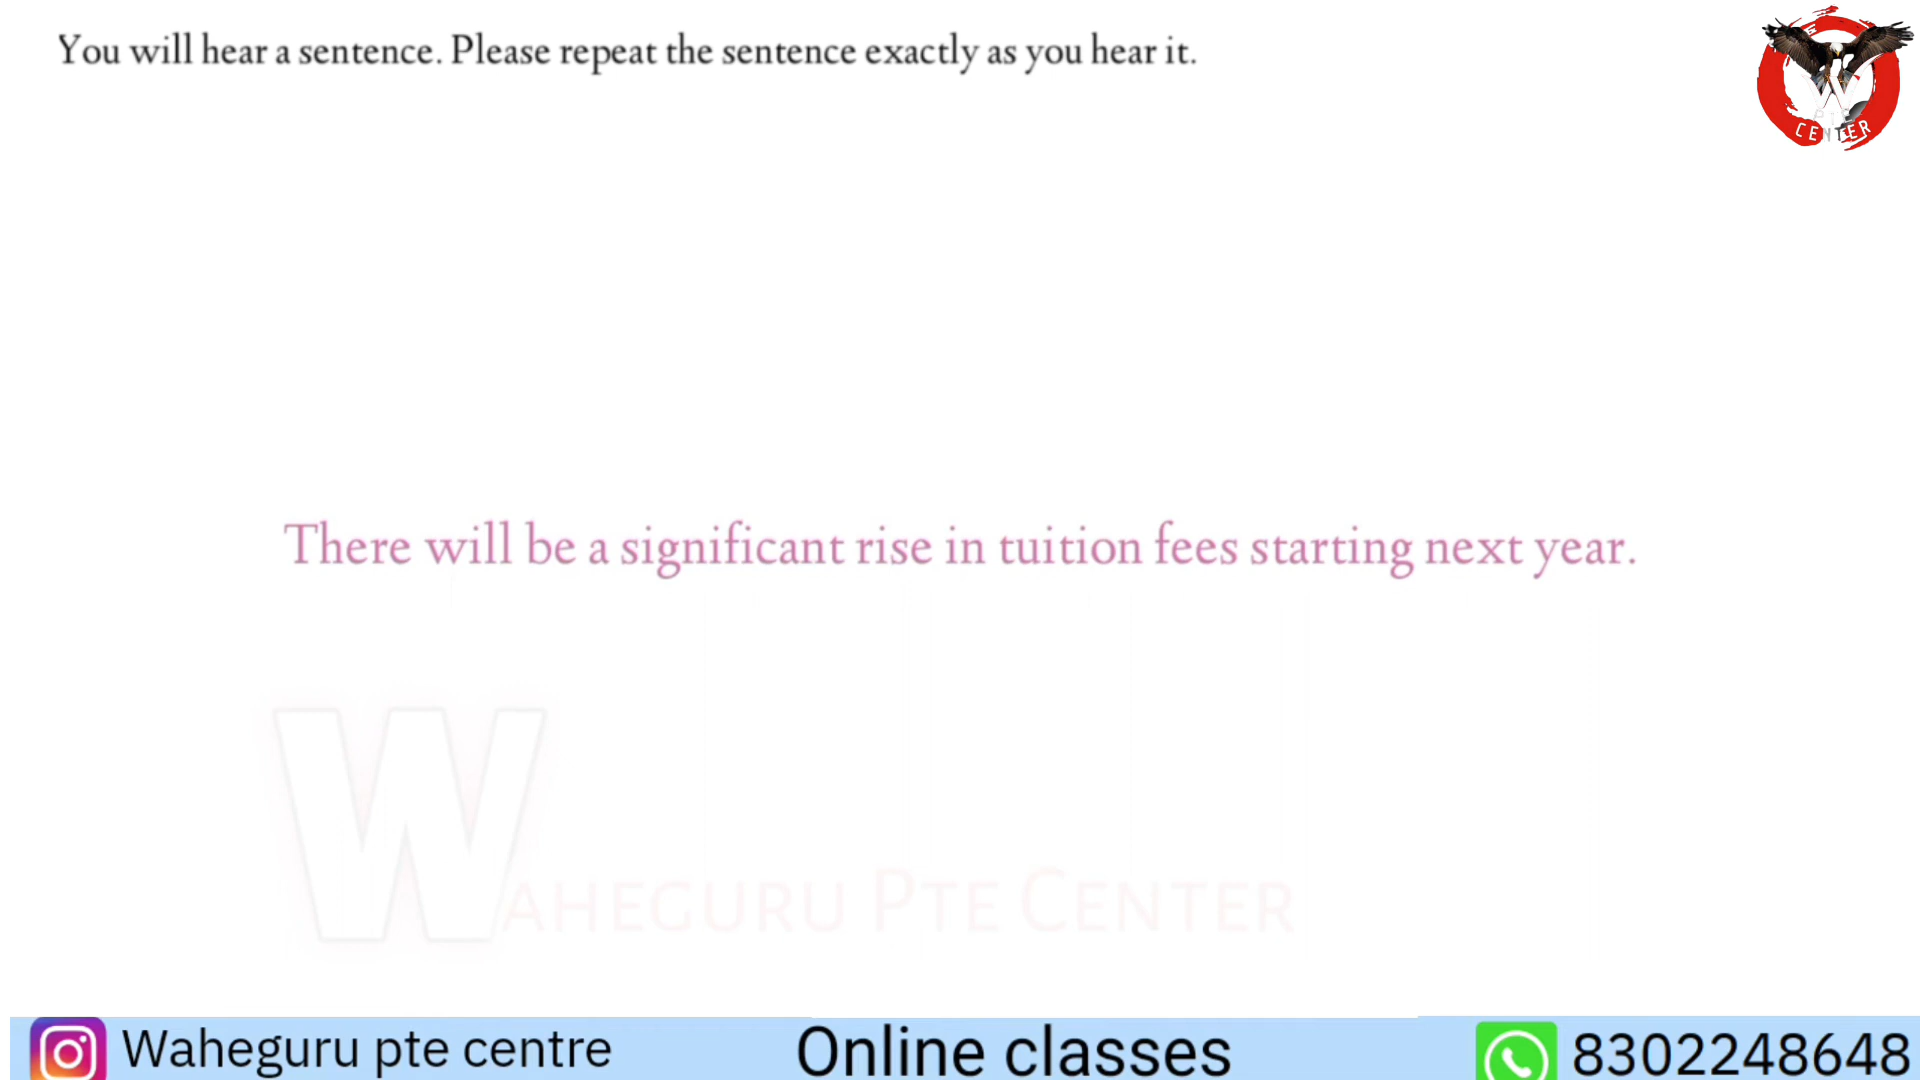 You will hear a sentence. Please repeat the sentence exactly as you hear it.
CENTER
There will be a significant rise in tuition fees starting next year.
WAHEGURU PTE CENTER
Waheguru pte centre
Online classes
8302248648